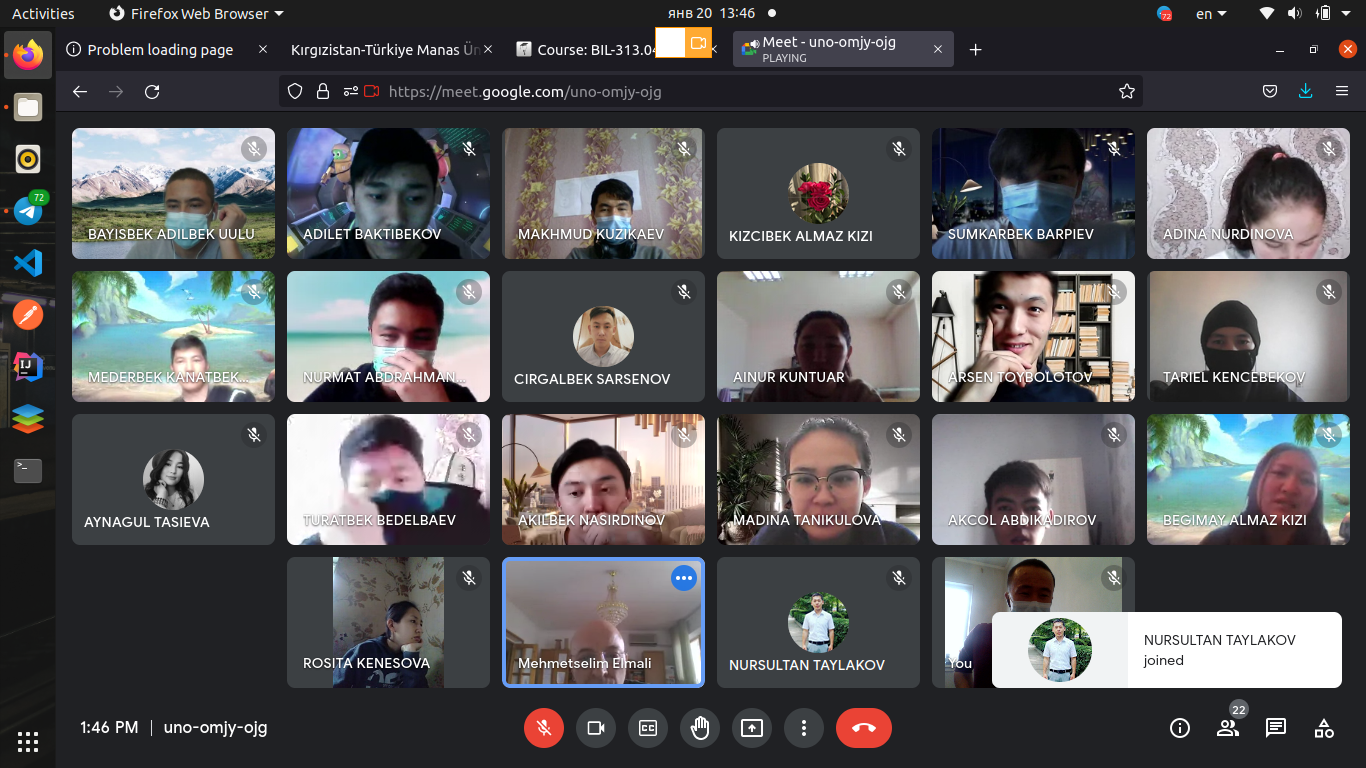 Activities
Firefox Web Browser
янв 20 13:46
72
en
Problem loading page
Kırgızistan-Türkiye Manas Ün
Course: BIL-313.04
Meet - uno-omjy-ojg
PLAYING
https://meet.google.com/uno-omjy-ojg
72
IJ
>_
BAYISBEK ADILBEK UULU
ADILET BAKTIBEKOV
MAKHMUD KUZIKAEV
KIZCIBEK ALMAZ KIZI
SUMKARBEK BARPIEV
ADINA NURDINOVA
MEDERBEK KANATBEK...
NURMAT ABDRAHMAN...
CIRGALBEK SARSENOV
AINUR KUNTUAR
ARSEN TOYBOLOTOV
TARIEL KENCEBEKOV
AYNAGUL TASIEVA
TURATBEK BEDELBAEV
AKILBEK NASIRDINOV
MADINA TANIKULOVA
AKCOL ABDIKADIROV
BEGIMAY ALMAZ KIZI
ROSITA KENESOVA
Mehmetselim Elmali
NURSULTAN TAYLAKOV
You
NURSULTAN TAYLAKOV
joined
1:46 PM | uno-omjy-ojg
CC
22